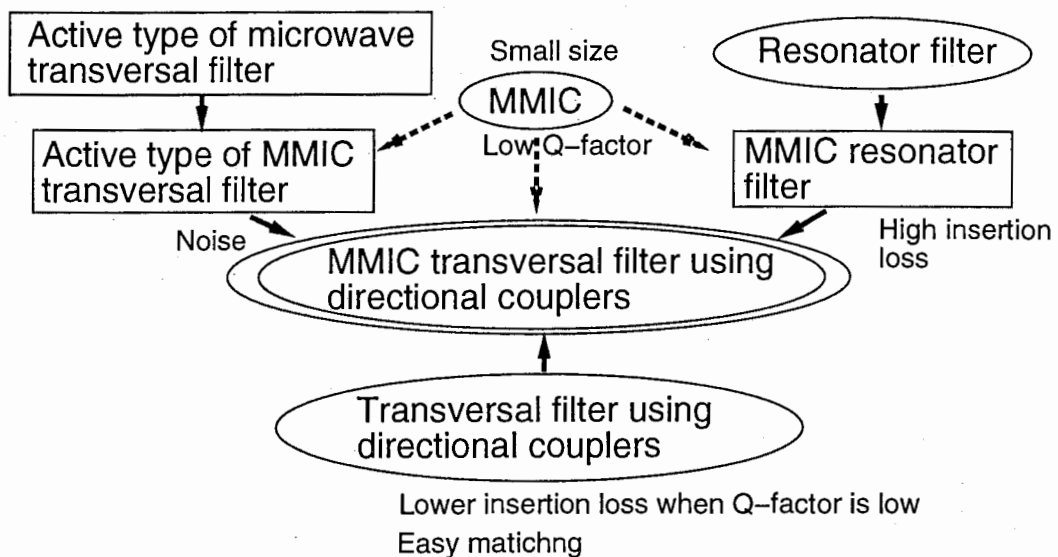 Active type of microwave
transversal filter
Small size
MMIC
Low Q−factor
Resonator filter
Active type of MMIC
transversal filter
MMIC resonator
filter
Noise
High insertion
loss
MMIC transversal filter using
directional couplers
Transversal filter using
directional couplers
Lower insertion loss when Q−factor is low
Easy matichng